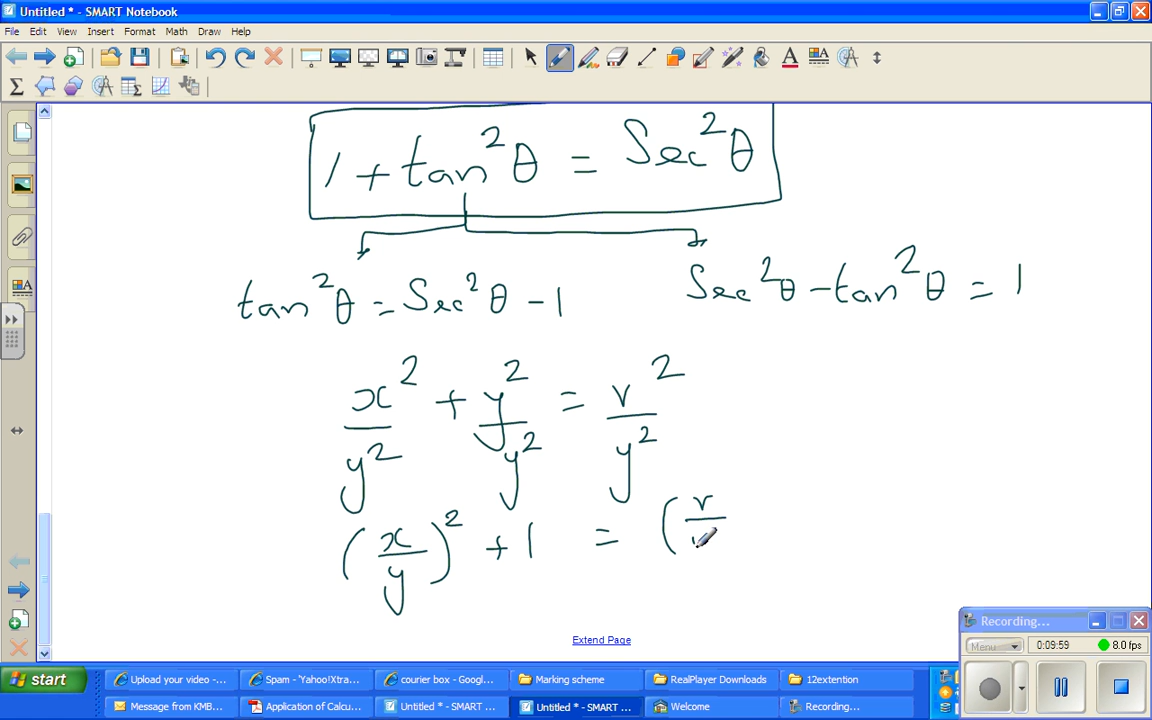 Untitled * - SMART Notebook
File Edit View Insert Format Math Draw Help
1 + tan²θ = Sec²θ
tan²θ = Sec²θ - 1 Sec²θ - tan²θ = 1
x²/y² + y²/y² = r²/y²
(x/y)² + 1 = (r/
Extend Page
Recording...
Menu 0:09:59 8.0 fps
start Upload your video -... Spam - 'Yahoo!Xtra... courier box - Googl... Marking scheme RealPlayer Downloads 12extention
Message from KMB... Application of Calcu... Untitled * - SMART ... Untitled * - SMART ... Welcome Recording...